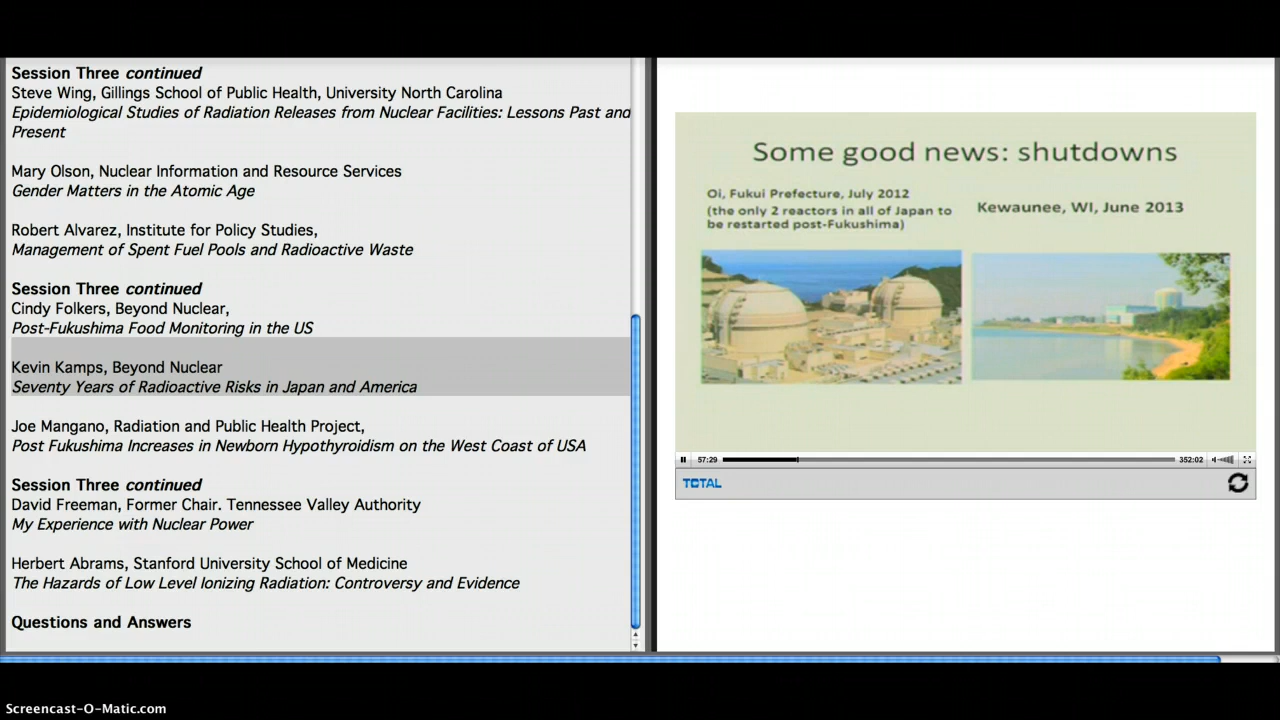 Session Three continued
Steve Wing, Gillings School of Public Health, University North Carolina
Epidemiological Studies of Radiation Releases from Nuclear Facilities: Lessons Past and
Present
Mary Olson, Nuclear Information and Resource Services
Gender Matters in the Atomic Age
Robert Alvarez, Institute for Policy Studies,
Management of Spent Fuel Pools and Radioactive Waste
Session Three continued
Cindy Folkers, Beyond Nuclear,
Post-Fukushima Food Monitoring in the US
Kevin Kamps, Beyond Nuclear
Seventy Years of Radioactive Risks in Japan and America
Joe Mangano, Radiation and Public Health Project,
Post Fukushima Increases in Newborn Hypothyroidism on the West Coast of USA
Session Three continued
David Freeman, Former Chair. Tennessee Valley Authority
My Experience with Nuclear Power
Herbert Abrams, Stanford University School of Medicine
The Hazards of Low Level Ionizing Radiation: Controversy and Evidence
Questions and Answers
Some good news: shutdowns
Oi, Fukui Prefecture, July 2012
(the only 2 reactors in all of Japan to
be restarted post-Fukushima)
Kewaunee, WI, June 2013
57:29
352:02
TOTAL
Screencast-O-Matic.com